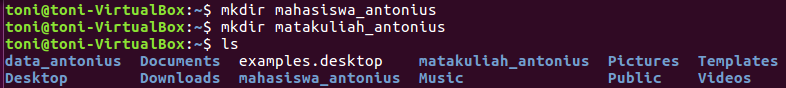 toni@toni-VirtualBox:~$ mkdir mahasiswa_antonius
toni@toni-VirtualBox:~$ mkdir matakuliah_antonius
toni@toni-VirtualBox:~$ ls
data_antonius  Documents  examples.desktop    matakuliah_antonius  Pictures  Templates
Desktop        Downloads  mahasiswa_antonius  Music                Public    Videos